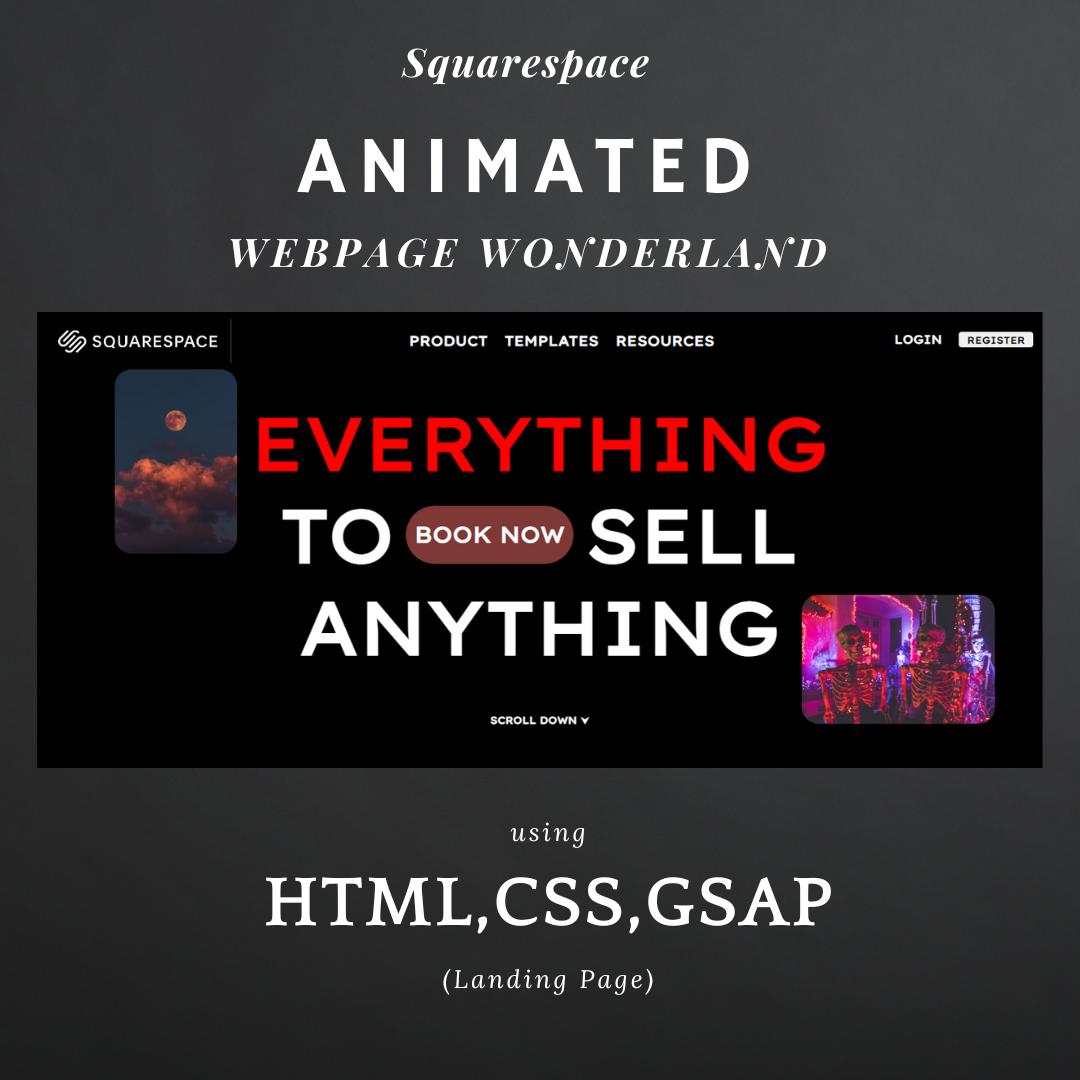 Squarespace
ANIMATED
WEBPAGE WONDERLAND
SQUARESPACE PRODUCT TEMPLATES RESOURCES LOGIN REGISTER
EVERYTHING
TO BOOK NOW SELL
ANYTHING
SCROLL DOWN
using
HTML,CSS,GSAP
(Landing Page)